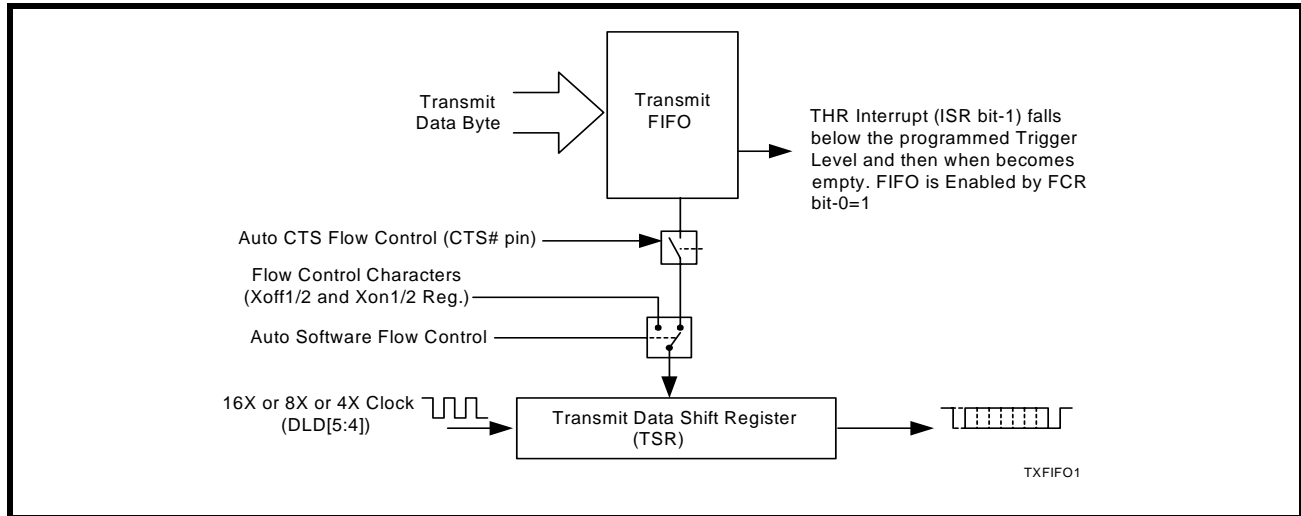 Transmit
Data Byte
Transmit
FIFO
THR Interrupt (ISR bit-1) falls
below the programmed Trigger
Level and then when becomes
empty. FIFO is Enabled by FCR
bit-0=1
Auto CTS Flow Control (CTS# pin)
Flow Control Characters
(Xoff1/2 and Xon1/2 Reg.)
Auto Software Flow Control
16X or 8X or 4X Clock
(DLD[5:4])
Transmit Data Shift Register
(TSR)
TXFIFO1